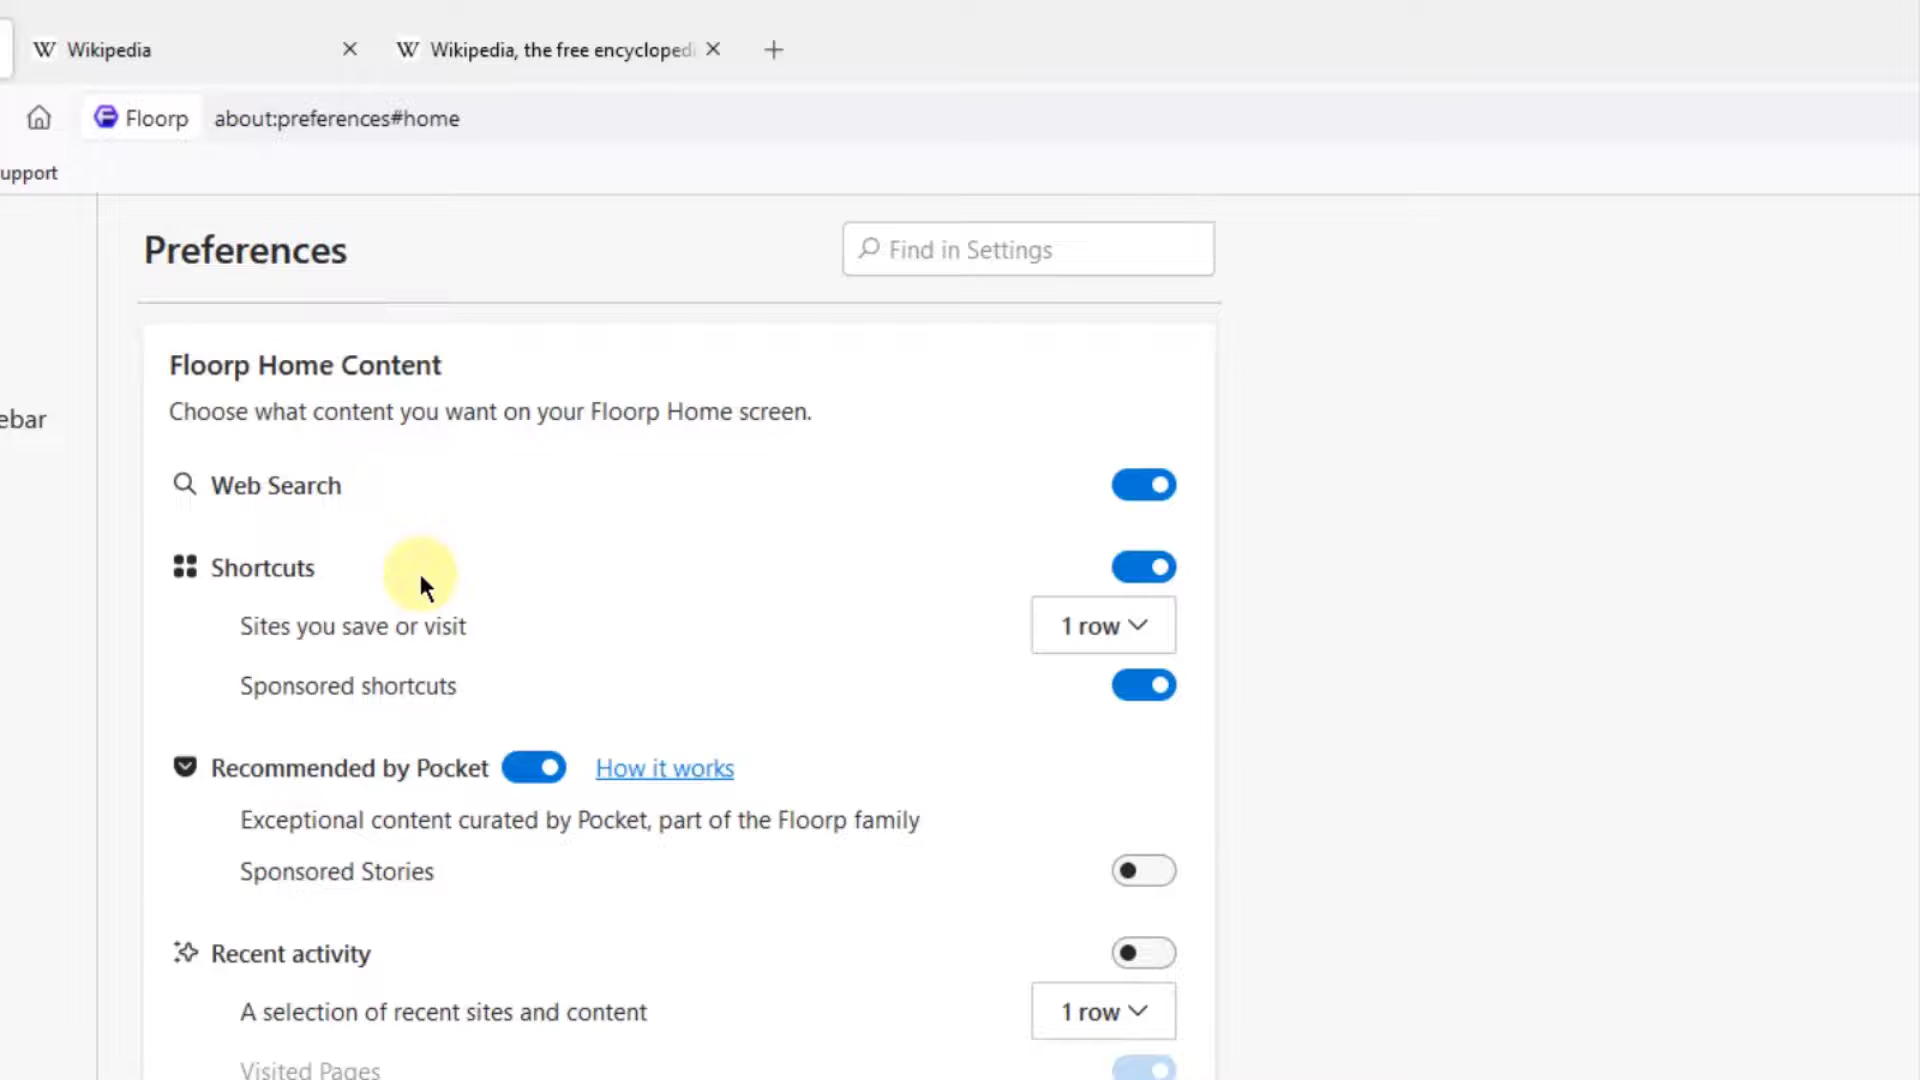 Wikipedia
Wikipedia, the free encycloped
Floorp about:preferences#home
upport
Preferences
Find in Settings
Floorp Home Content
Choose what content you want on your Floorp Home screen.
ebar
Web Search
Shortcuts
Sites you save or visit 1 row
Sponsored shortcuts
Recommended by Pocket How it works
Exceptional content curated by Pocket, part of the Floorp family
Sponsored Stories
Recent activity
A selection of recent sites and content 1 row
Visited Pages